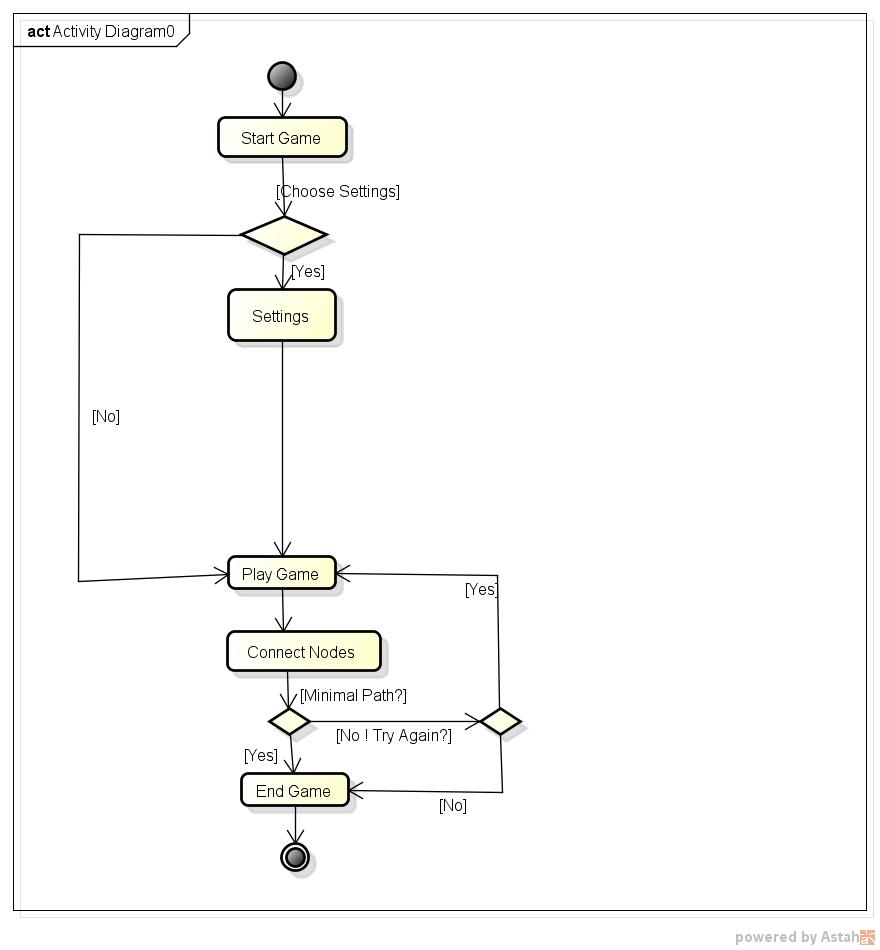 act Activity Diagram0
Start Game
[Choose Settings]
[Yes]
Settings
[No]
Play Game
[Yes]
Connect Nodes
[Minimal Path?]
[No ! Try Again?]
[Yes]
End Game
[No]
powered by Astah